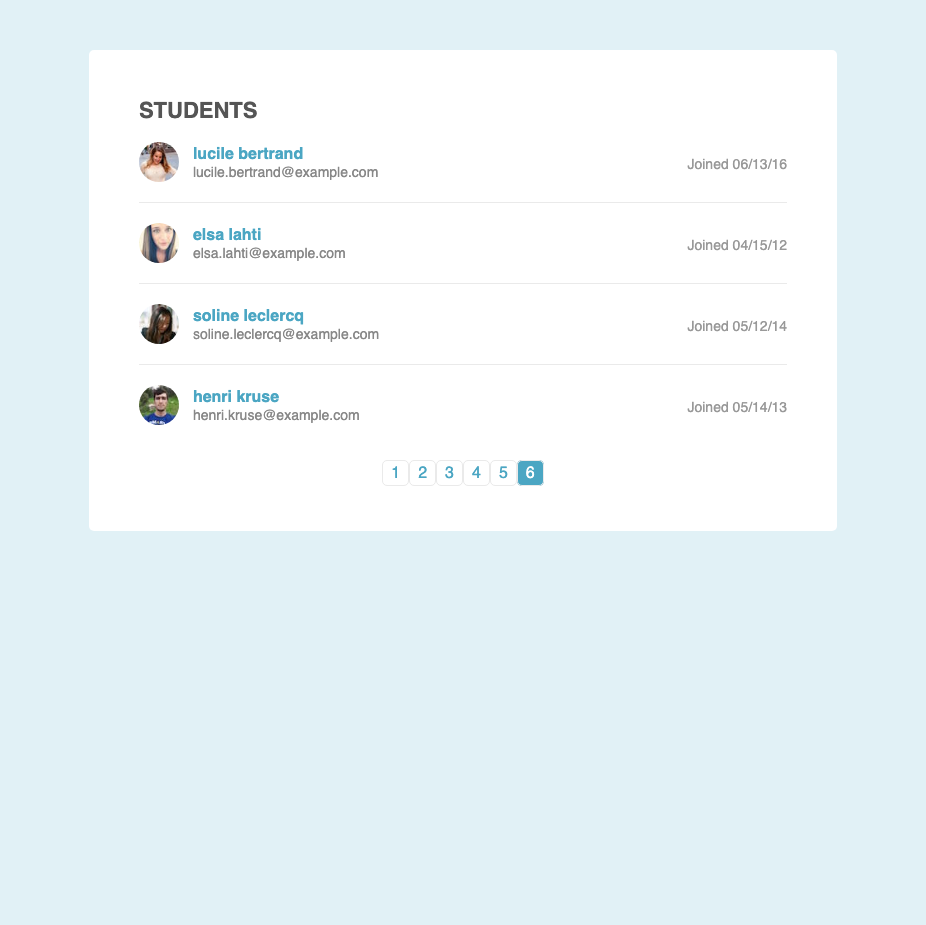 STUDENTS
lucile bertrand
lucile.bertrand@example.com
Joined 06/13/16
elsa lahti
elsa.lahti@example.com
Joined 04/15/12
soline leclercq
soline.leclercq@example.com
Joined 05/12/14
henri kruse
henri.kruse@example.com
Joined 05/14/13
1 2 3 4 5 6